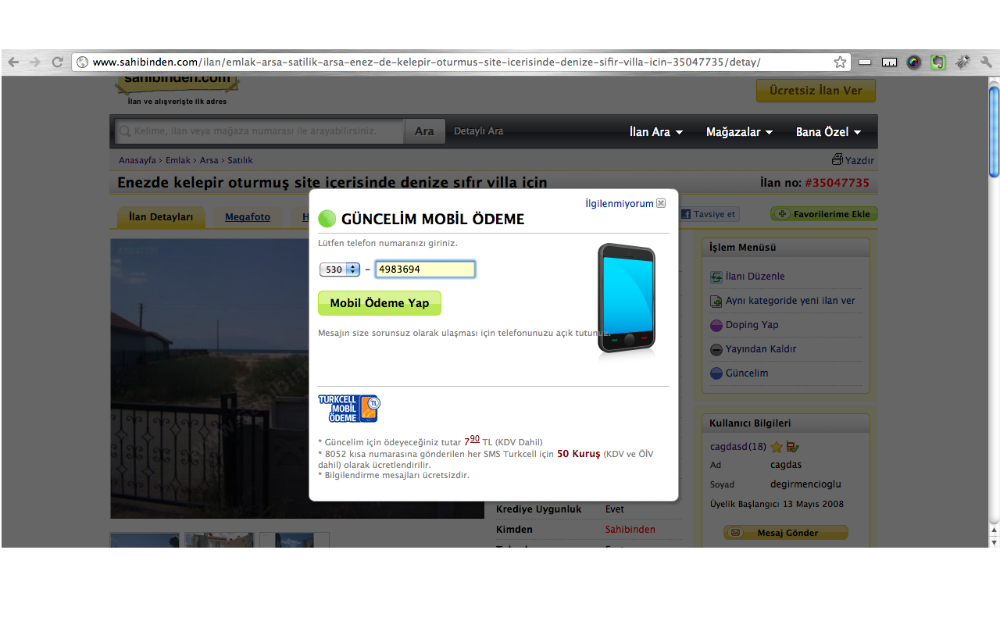 www.sahibinden.com/ilan/emlak-arsa-satilik-arsa-enez-de-kelepir-oturmus-site-icerisinde-denize-sifir-villa-icin-35047735/detay/
sahibinden.com
İlan ve alışverişte ilk adres
Ücretsiz İlan Ver
Kelime, ilan veya mağaza numarası ile arayabilirsiniz.
Ara
Detaylı Ara
İlan Ara
Mağazalar
Bana Özel
Anasayfa › Emlak › Arsa › Satılık
Yazdır
Enezde kelepir oturmuş site içerisinde denize sıfır villa için
İlan no: #35047735
İlan Detayları
Megafoto
H
Tavsiye et
Favorilerime Ekle
İlgilenmiyorum
GÜNCELİM MOBİL ÖDEME
Lütfen telefon numaranızı giriniz.
530 – 4983694
Mobil Ödeme Yap
Mesajın size sorunsuz olarak ulaşması için telefonunuzu açık tutunuz.
TURKCELL
MOBİL
ÖDEME
TL
* Güncelim için ödeyeceğiniz tutar 7 90 TL (KDV Dahil)
* 8052 kısa numarasına gönderilen her SMS Turkcell için 50 Kuruş (KDV ve ÖİV
dahil) olarak ücretlendirilir.
* Bilgilendirme mesajları ücretsizdir.
#35047735
İşlem Menüsü
İlanı Düzenle
Aynı kategoride yeni ilan ver
Doping Yap
Yayından Kaldır
Güncelim
Kullanıcı Bilgileri
cagdasd(18)
Ad cagdas
Soyad degirmencioglu
Üyelik Başlangıcı 13 Mayıs 2008
Mesaj Gönder
Krediye Uygunluk Evet
Kimden Sahibinden